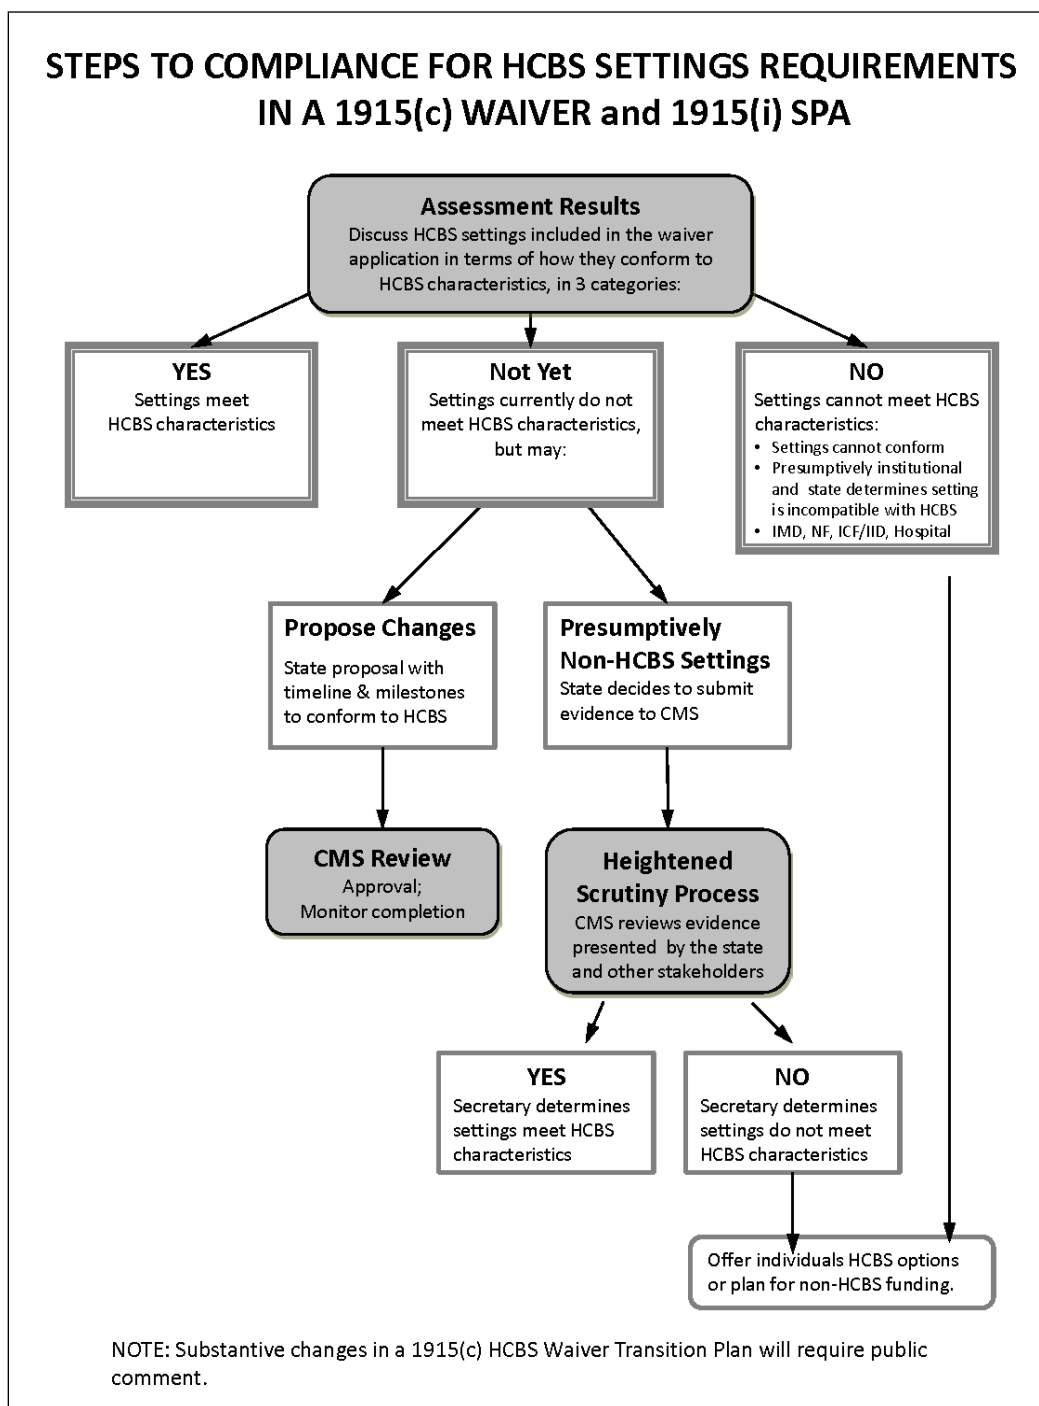 STEPS TO COMPLIANCE FOR HCBS SETTINGS REQUIREMENTS
IN A 1915(c) WAIVER and 1915(i) SPA
Assessment Results
Discuss HCBS settings included in the waiver
application in terms of how they conform to
HCBS characteristics, in 3 categories:
YES
Settings meet
HCBS characteristics
Not Yet
Settings currently do not
meet HCBS characteristics,
but may:
NO
Settings cannot meet HCBS
characteristics:
• Settings cannot conform
• Presumptively institutional
and state determines setting
is incompatible with HCBS
• IMD, NF, ICF/IID, Hospital
Propose Changes
State proposal with
timeline & milestones
to conform to HCBS
Presumptively
Non-HCBS Settings
State decides to submit
evidence to CMS
CMS Review
Approval;
Monitor completion
Heightened
Scrutiny Process
CMS reviews evidence
presented by the state
and other stakeholders
YES
Secretary determines
settings meet HCBS
characteristics
NO
Secretary determines
settings do not meet
HCBS characteristics
Offer individuals HCBS options
or plan for non-HCBS funding.
NOTE: Substantive changes in a 1915(c) HCBS Waiver Transition Plan will require public
comment.